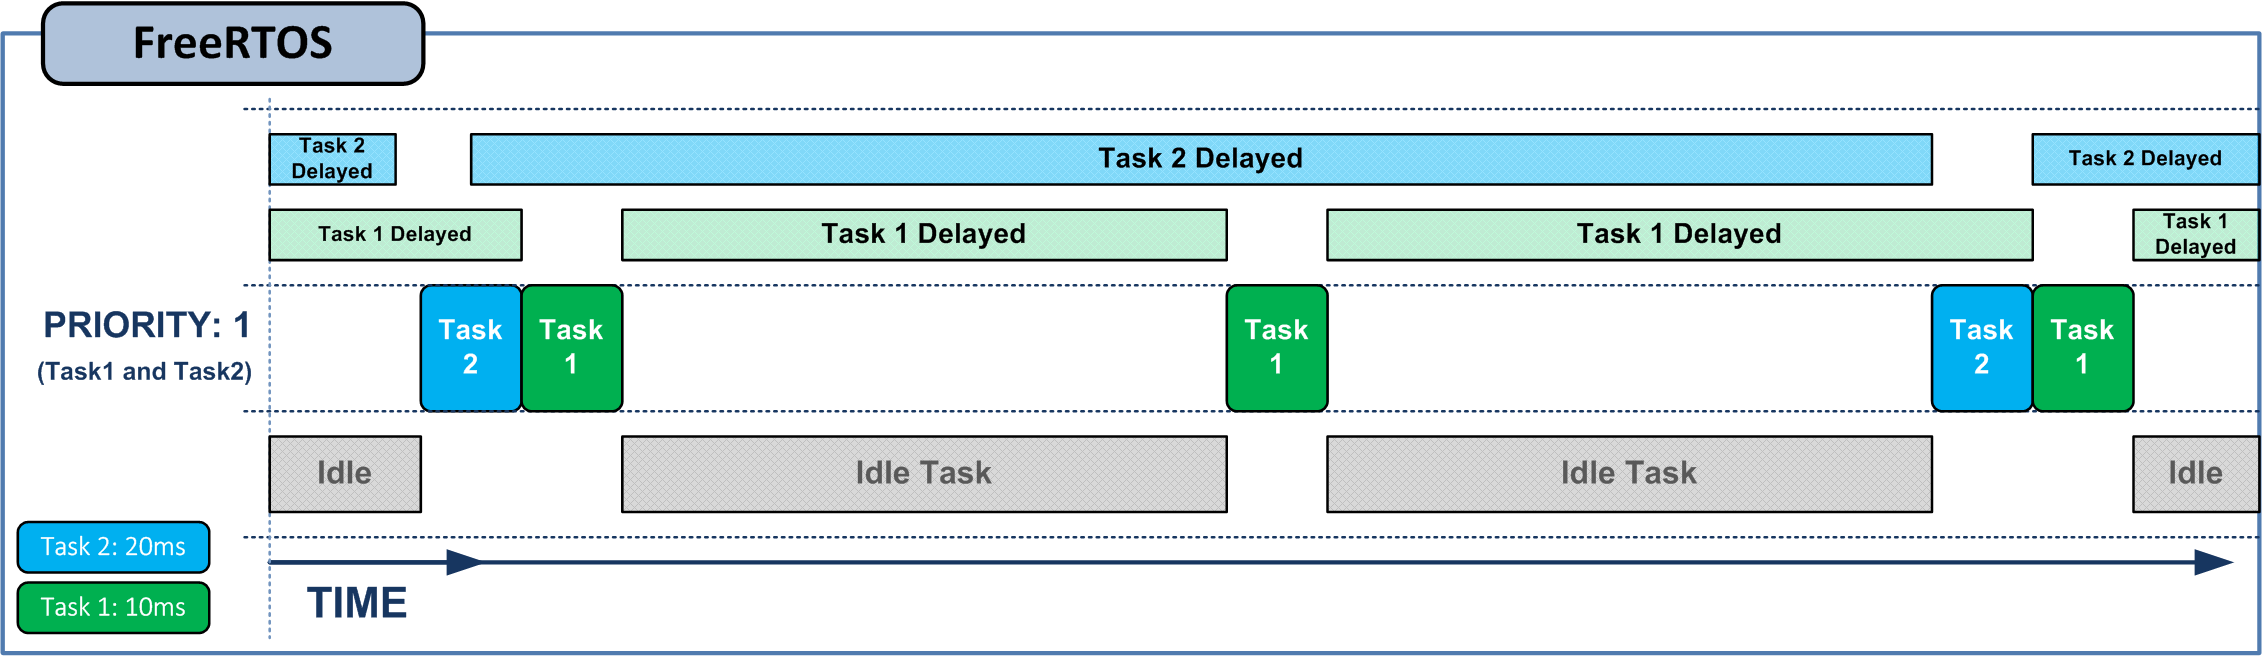 FreeRTOS
Task 2
Delayed
Task 2 Delayed
Task 2 Delayed
Task 1 Delayed
Task 1 Delayed
Task 1 Delayed
Task 1
Delayed
PRIORITY: 1
(Task1 and Task2)
Task
2
Task
1
Task
1
Task
2
Task
1
Idle
Idle Task
Idle Task
Idle
Task 2: 20ms
Task 1: 10ms
TIME